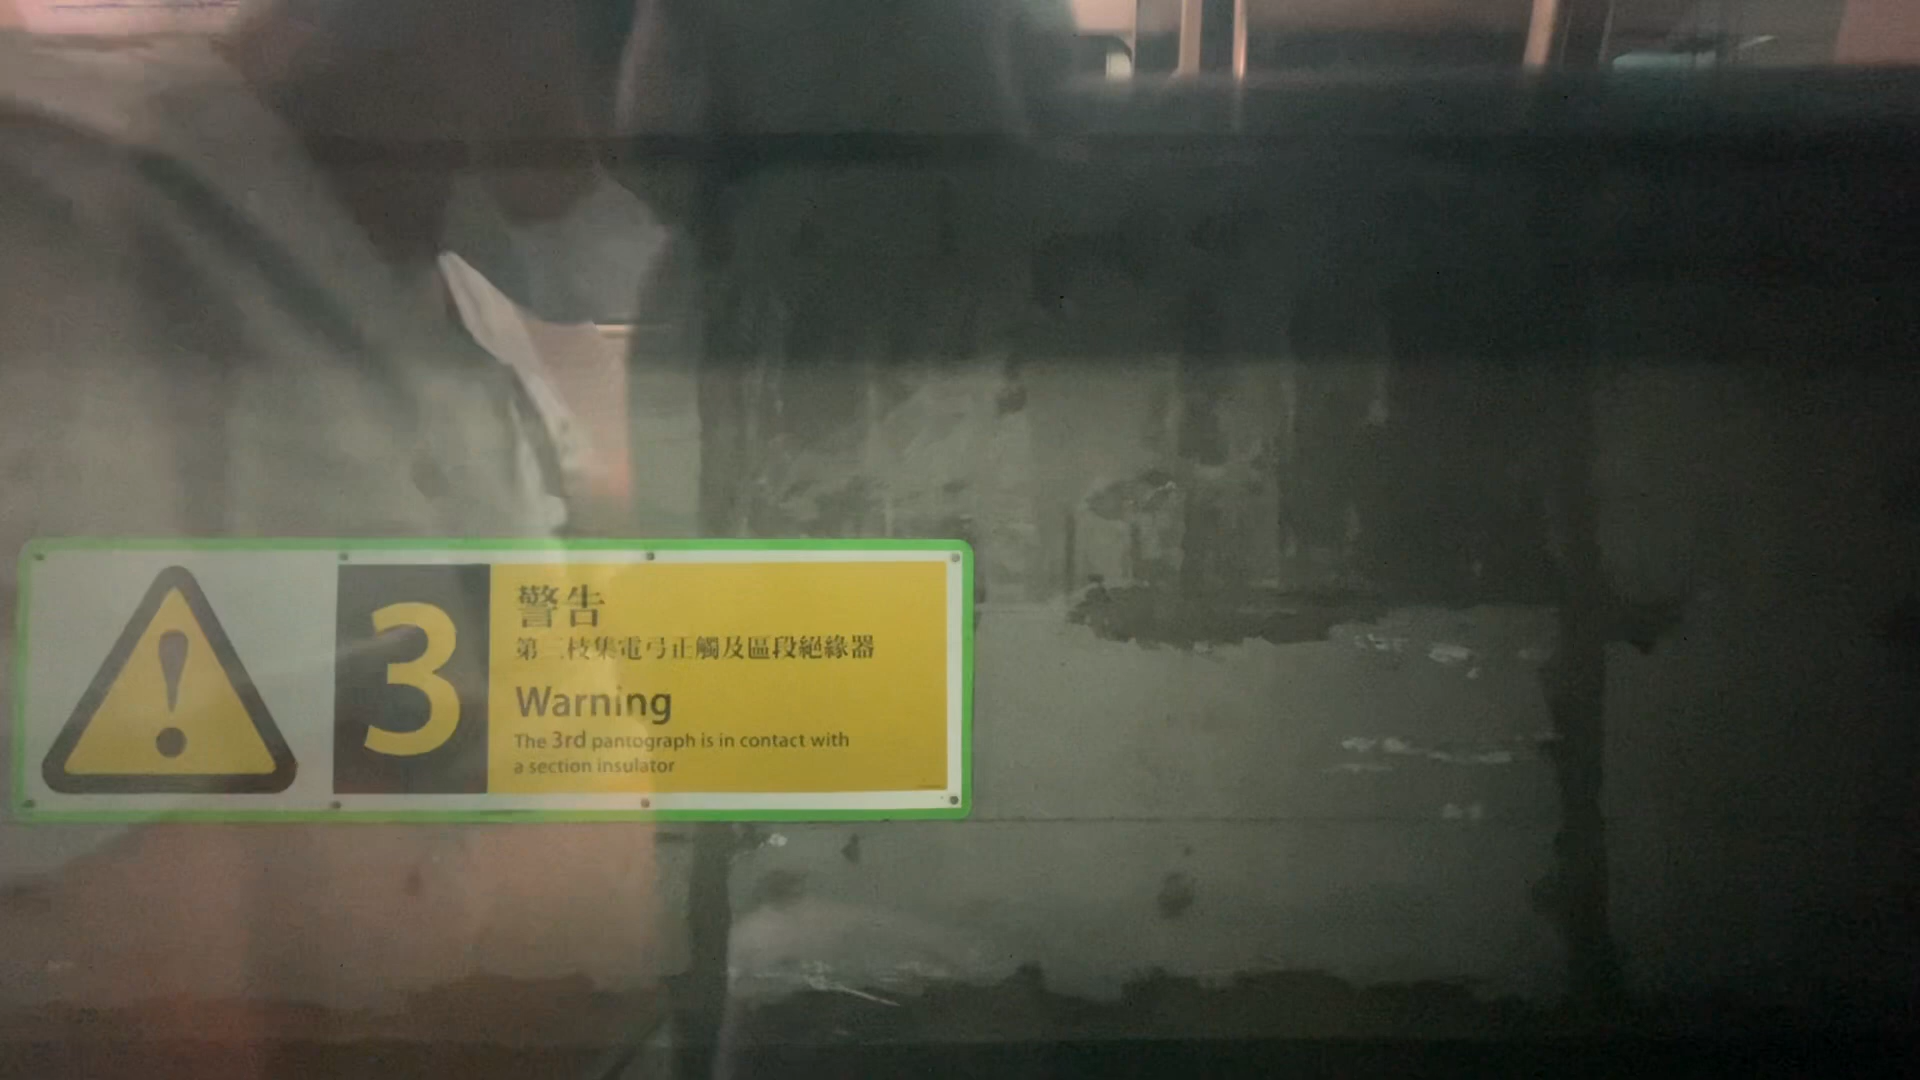 3
警告
第三枝集電弓正觸及區段絕緣器
Warning
The 3rd pantograph is in contact with
a section insulator